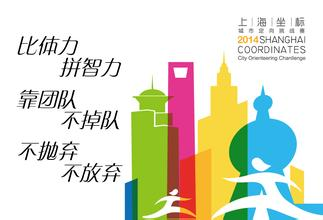 上海坐标
城市定向挑战赛
2014 SHANGHAI
COORDINATES
City Orienteering Challenge
比体力
拼智力
靠团队
不掉队
不抛弃
不放弃